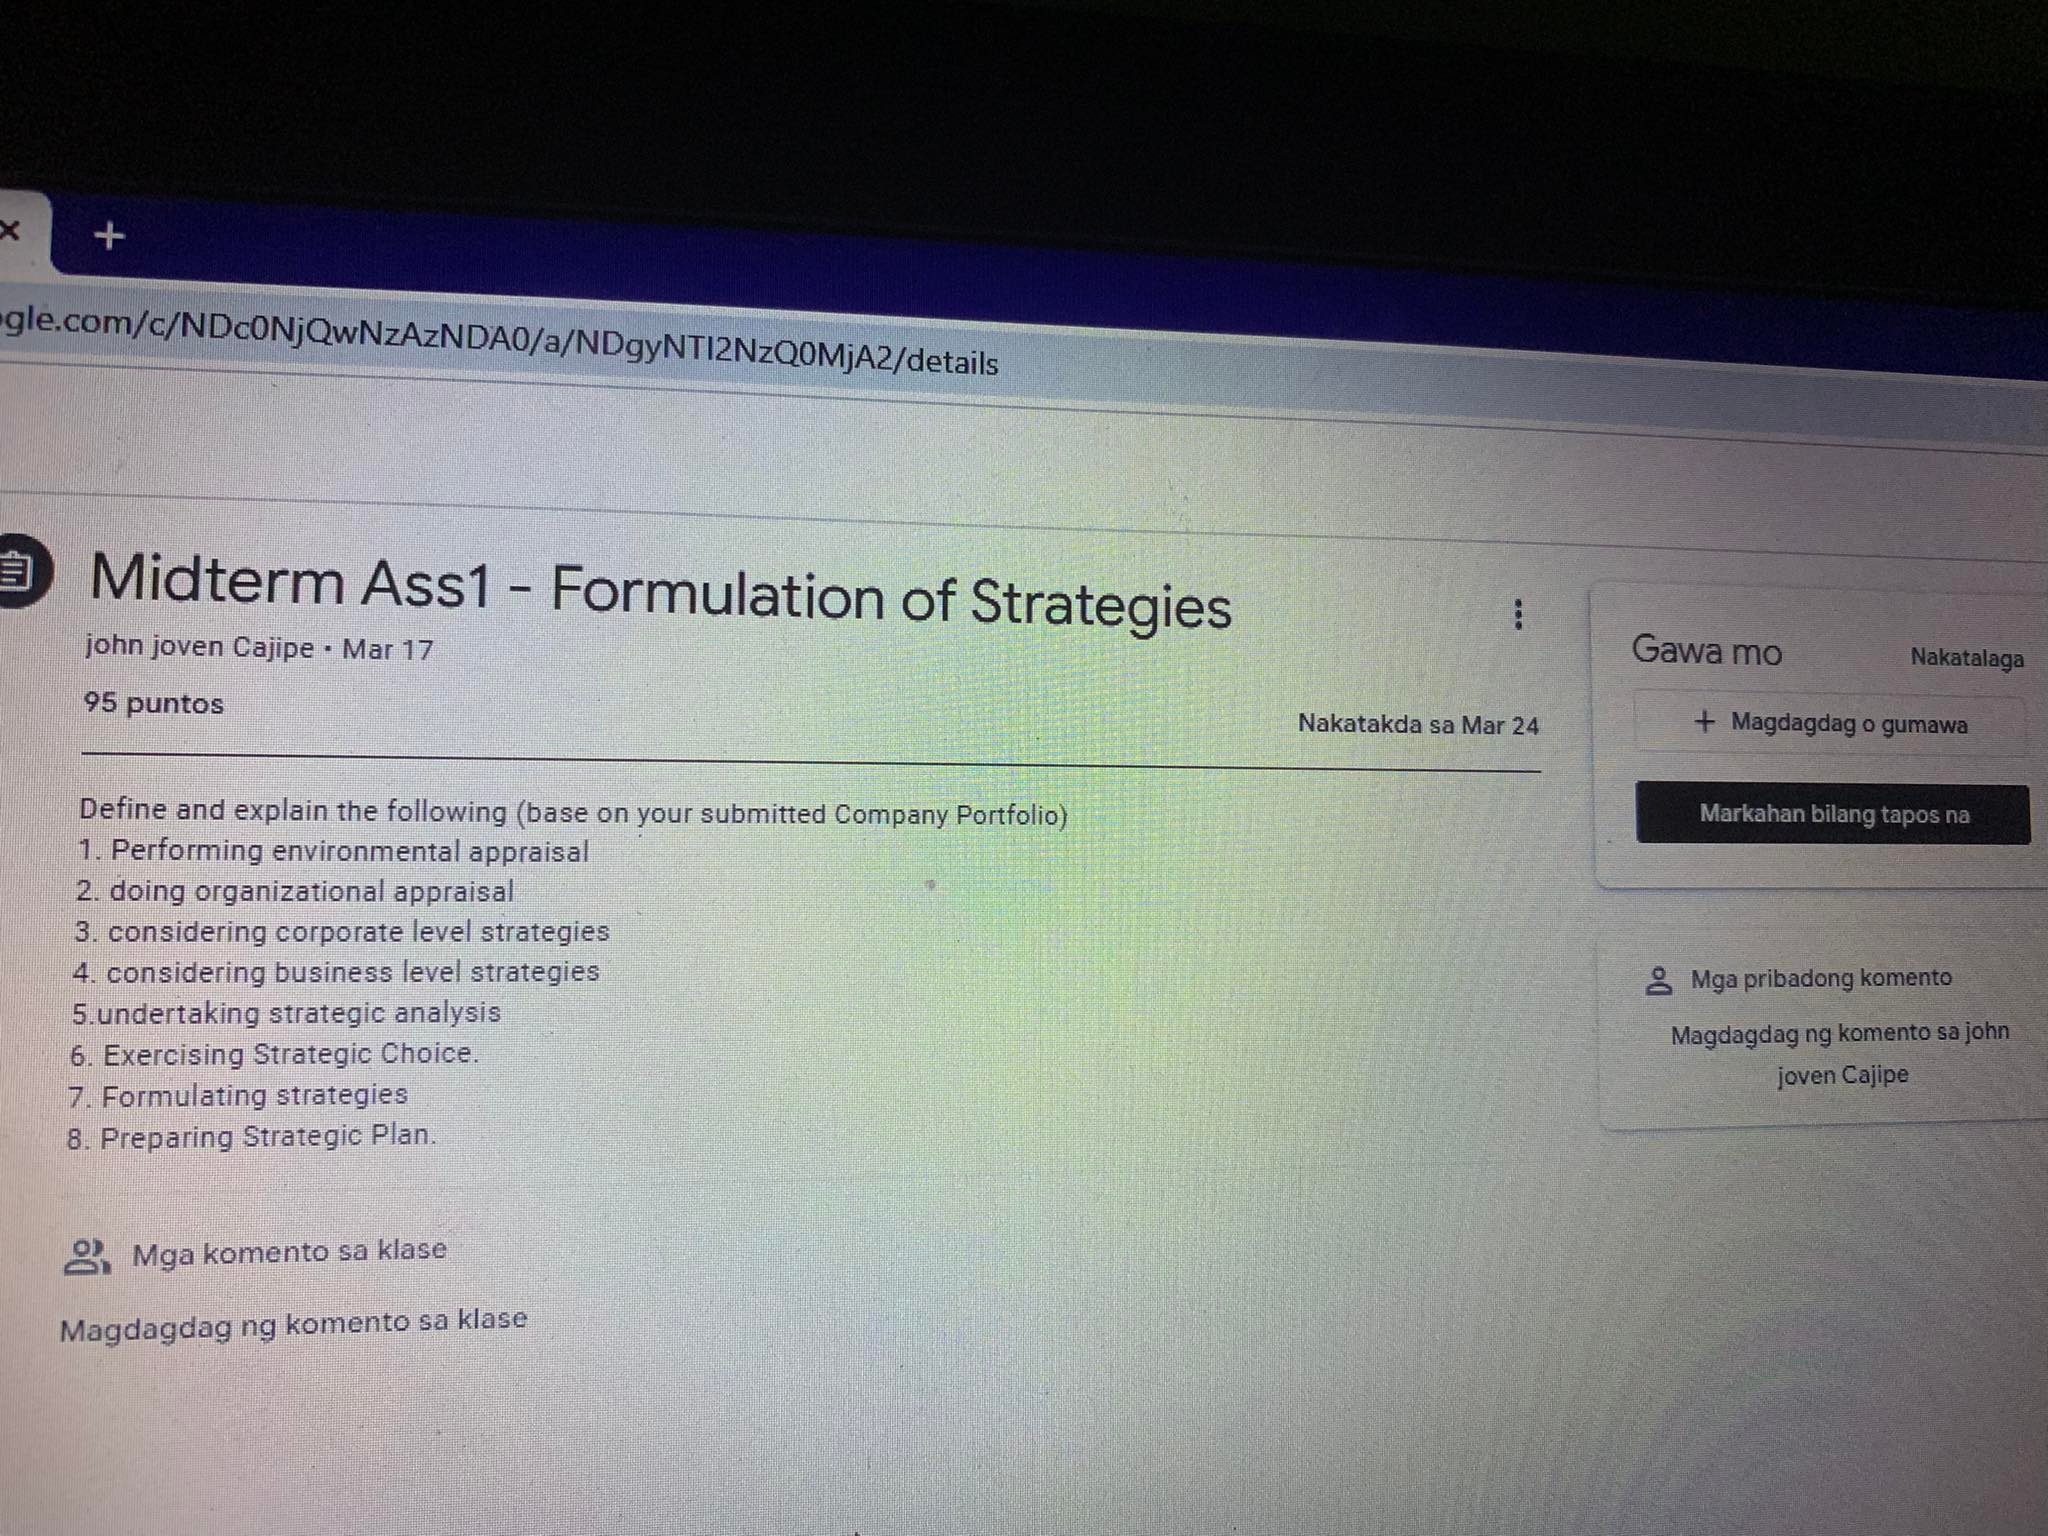 ogle.com/c/NDc0NjQwNzAzNDA0/a/NDgyNTI2NzQ0MjA2/details
Midterm Ass1 - Formulation of Strategies
john joven Cajipe • Mar 17
95 puntos
Nakatakda sa Mar 24
Define and explain the following (base on your submitted Company Portfolio)
1. Performing environmental appraisal
2. doing organizational appraisal
3. considering corporate level strategies
4. considering business level strategies
5.undertaking strategic analysis
6. Exercising Strategic Choice.
7. Formulating strategies
8. Preparing Strategic Plan.
Mga komento sa klase
Magdagdag ng komento sa klase
Gawa mo
Nakatalaga
+ Magdagdag o gumawa
Markahan bilang tapos na
Mga pribadong komento
Magdagdag ng komento sa john
joven Cajipe